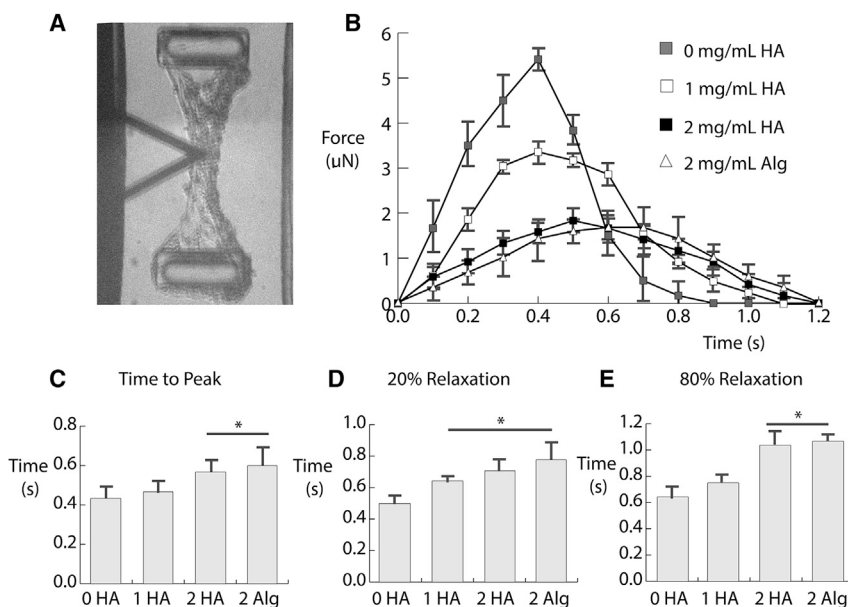 A
B
6
5
4
3
2
1
0
Force
(µN)
0 mg/mL HA
1 mg/mL HA
2 mg/mL HA
2 mg/mL Alg
0.0 0.2 0.4 0.6 0.8 1.0 1.2
Time (s)
C Time to Peak
0.8
0.6
0.4
0.2
0.0
Time
(s)
*
0 HA 1 HA 2 HA 2 Alg
D 20% Relaxation
1.0
0.8
0.6
0.4
0.2
0.0
Time
(s)
*
0 HA 1 HA 2 HA 2 Alg
E 80% Relaxation
1.2
1.0
0.8
0.6
0.4
0.2
0.0
Time
(s)
*
0 HA 1 HA 2 HA 2 Alg